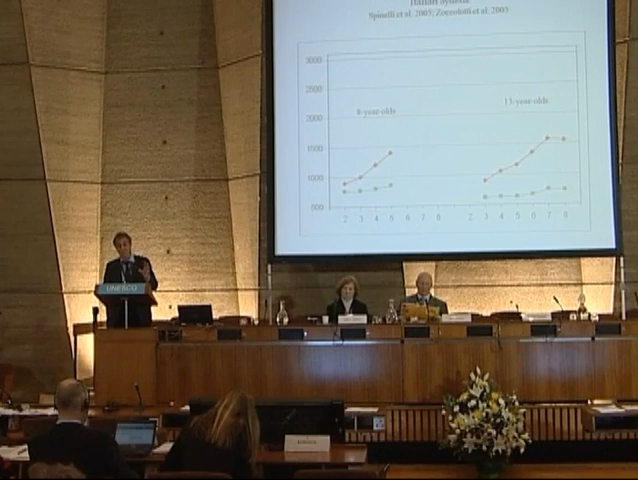 Italian
Spinelli et al. 2005; Zoccolotti et al. 2005
3000
2500
2000
1500
1000
500
8-year-olds
13-year-olds
2 3 4 5 6 7 8
2 3 4 5 6 7 8
UNESCO